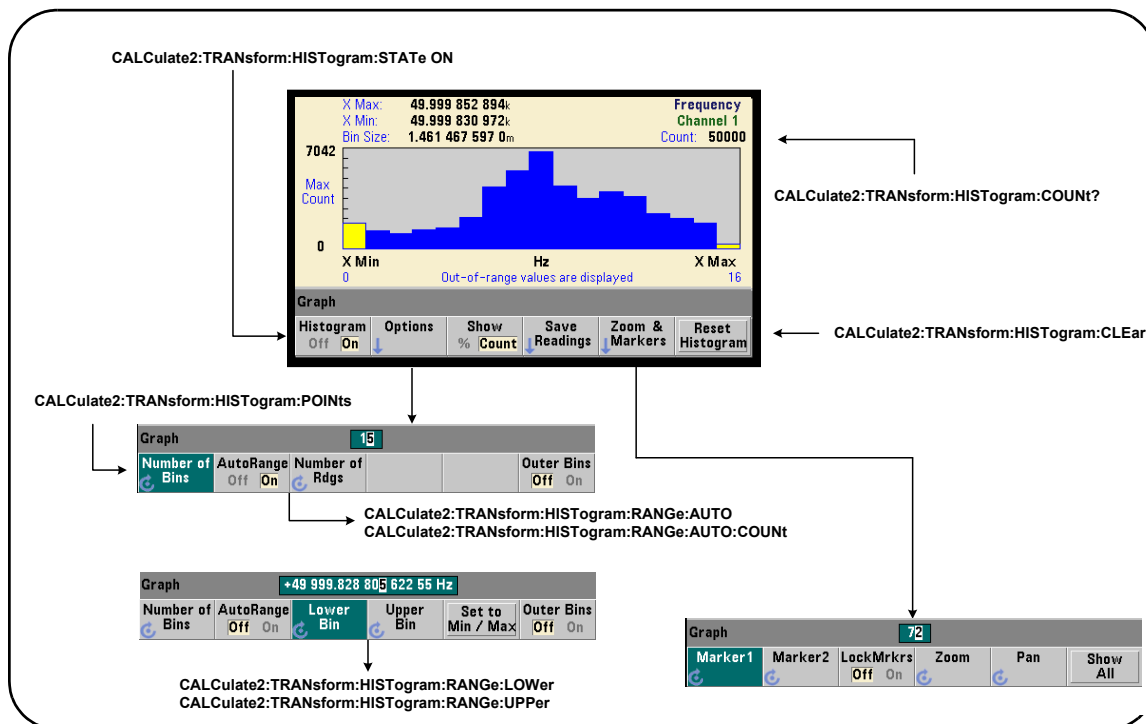 CALCulate2:TRANsform:HISTogram:STATe ON
X Max: 49.999 852 894k
Frequency
X Min: 49.999 830 972k
Channel 1
Bin Size: 1.461 467 597 0m
Count: 50000
7042
Max
Count
0
X Min
Hz
X Max
0
Out-of-range values are displayed
16
Graph
Histogram
Off On
Options
Show
% Count
Save
Readings
Zoom &
Markers
Reset
Histogram
CALCulate2:TRANsform:HISTogram:COUNt?
CALCulate2:TRANsform:HISTogram:CLEar
CALCulate2:TRANsform:HISTogram:POINts
Graph
15
Number of
Bins
AutoRange
Off On
Number of
Rdgs
Outer Bins
Off On
CALCulate2:TRANsform:HISTogram:RANGe:AUTO
CALCulate2:TRANsform:HISTogram:RANGe:AUTO:COUNt
Graph
+49 999.828 805 622 55 Hz
Number of
Bins
AutoRange
Off On
Lower
Bin
Upper
Bin
Set to
Min / Max
Outer Bins
Off On
CALCulate2:TRANsform:HISTogram:RANGe:LOWer
CALCulate2:TRANsform:HISTogram:RANGe:UPPer
Graph
72
Marker1
Marker2
LockMrkrs
Off On
Zoom
Pan
Show
All